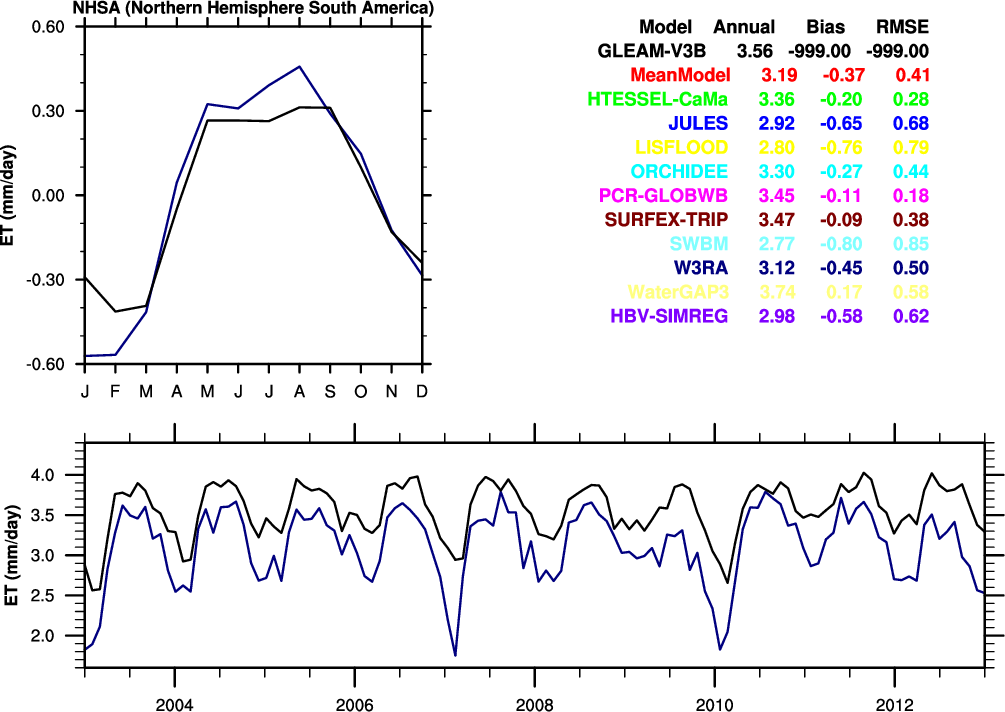 NHSA (Northern Hemisphere South America)
0.60
0.30
0.00
-0.30
-0.60
ET (mm/day)
J F M A M J J A S O N D
Model Annual Bias RMSE
GLEAM-V3B 3.56 -999.00 -999.00
MeanModel 3.19 -0.37 0.41
HTESSEL-CaMa 3.36 -0.20 0.28
JULES 2.92 -0.65 0.68
LISFLOOD 2.80 -0.76 0.79
ORCHIDEE 3.30 -0.27 0.44
PCR-GLOBWB 3.45 -0.11 0.18
SURFEX-TRIP 3.47 -0.09 0.38
SWBM 2.77 -0.80 0.85
W3RA 3.12 -0.45 0.50
WaterGAP3 3.74 0.17 0.58
HBV-SIMREG 2.98 -0.58 0.62
4.0
3.5
3.0
2.5
2.0
ET (mm/day)
2004 2006 2008 2010 2012